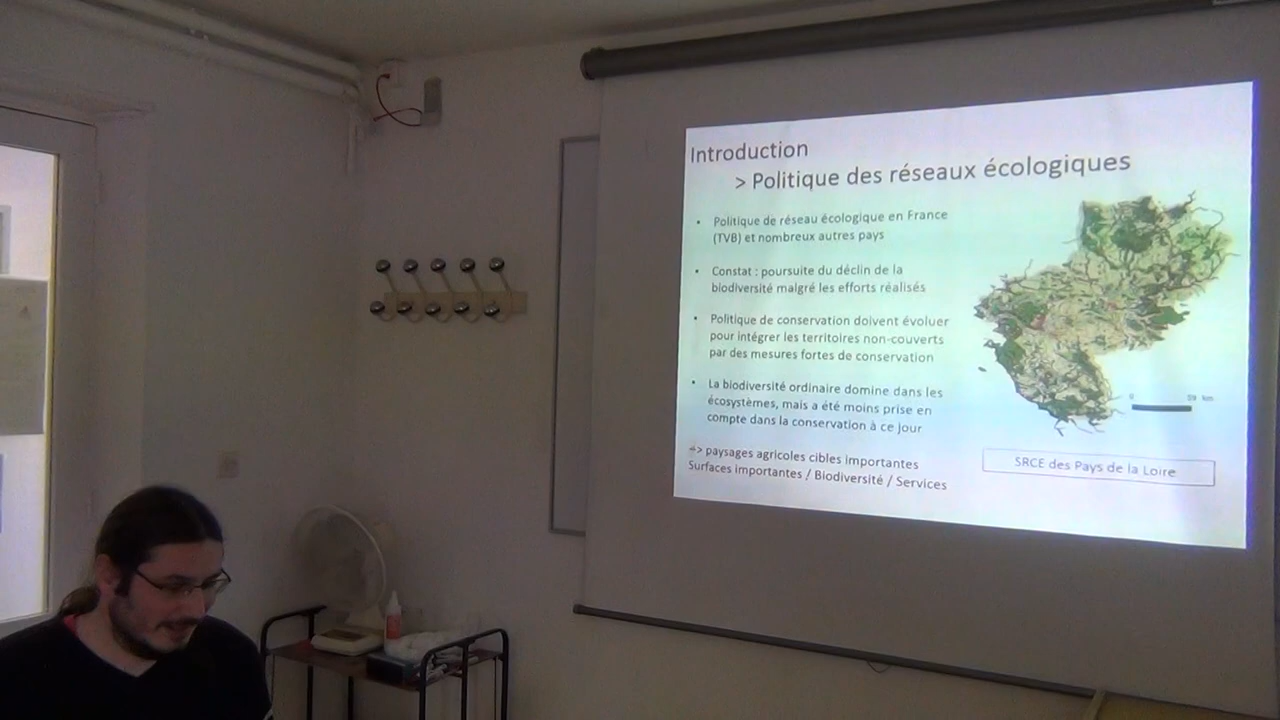 Introduction
> Politique des réseaux écologiques
• Politique de réseau écologique en France
(TVB) et nombreux autres pays
• Constat : poursuite du déclin de la
biodiversité malgré les efforts réalisés
• Politique de conservation doivent évoluer
pour intégrer les territoires non-couverts
par des mesures fortes de conservation
• La biodiversité ordinaire domine dans les
écosystèmes, mais a été moins prise en
compte dans la conservation à ce jour
=> paysages agricoles cibles importantes
Surfaces importantes / Biodiversité / Services
0 59 km
SRCE des Pays de la Loire